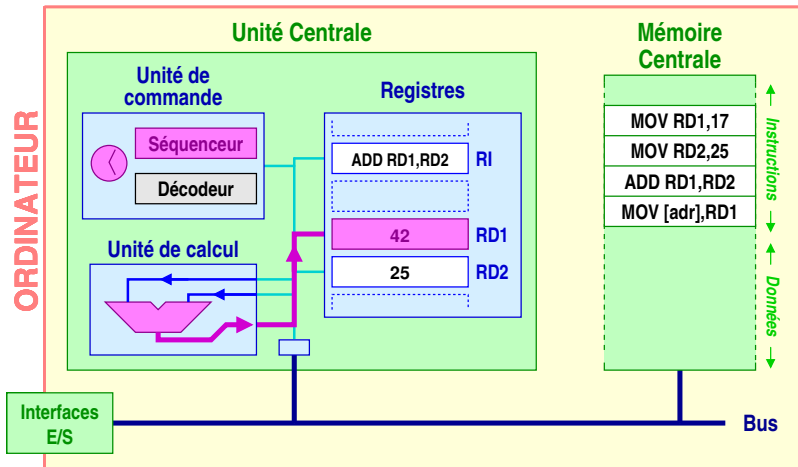 ORDINATEUR
Unité Centrale
Unité de
commande
Séquenceur
Décodeur
Unité de calcul
Registres
ADD RD1,RD2
RI
42
RD1
25
RD2
Mémoire
Centrale
MOV RD1,17
MOV RD2,25
ADD RD1,RD2
MOV [adr],RD1
Instructions
Données
Interfaces
E/S
Bus